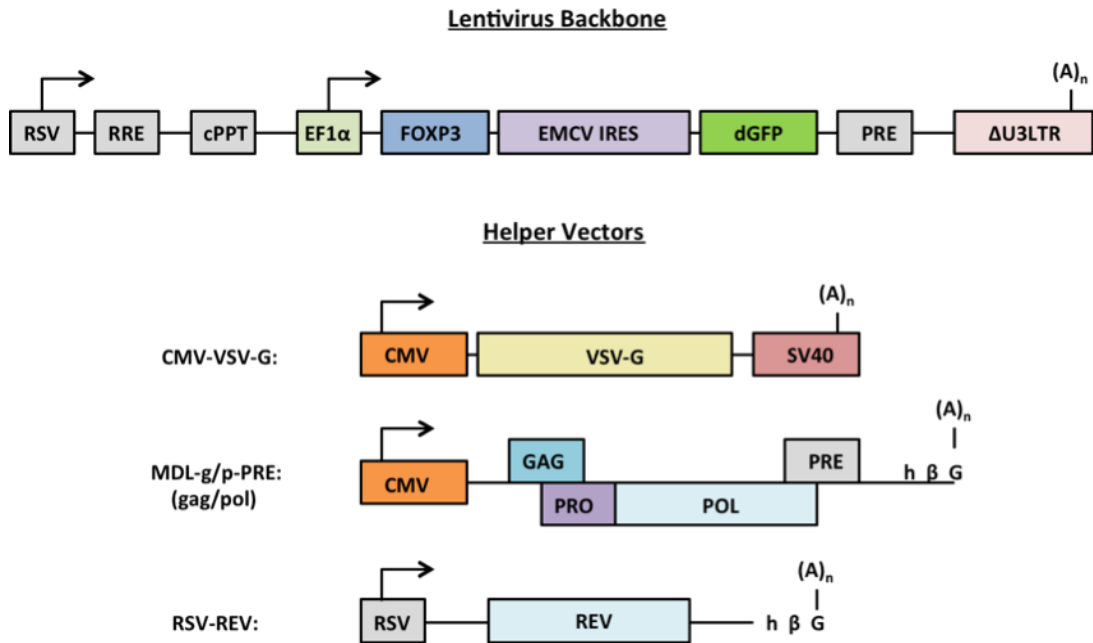 Lentivirus Backbone
(A)n
RSV RRE cPPT EF1α FOXP3 EMCV IRES dGFP PRE ΔU3LTR
Helper Vectors
(A)n
CMV-VSV-G: CMV VSV-G SV40
(A)n
MDL-g/p-PRE: GAG PRE
(gag/pol) CMV h β G
PRO POL
(A)n
RSV-REV: RSV REV h β G